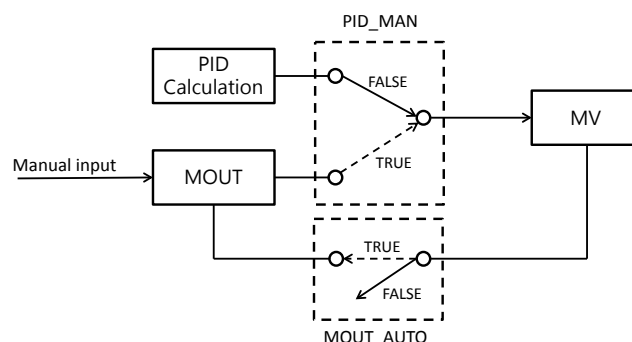 PID_MAN
PID
Calculation
FALSE
MV
Manual input
MOUT
TRUE
TRUE
FALSE
MOUT_AUTO